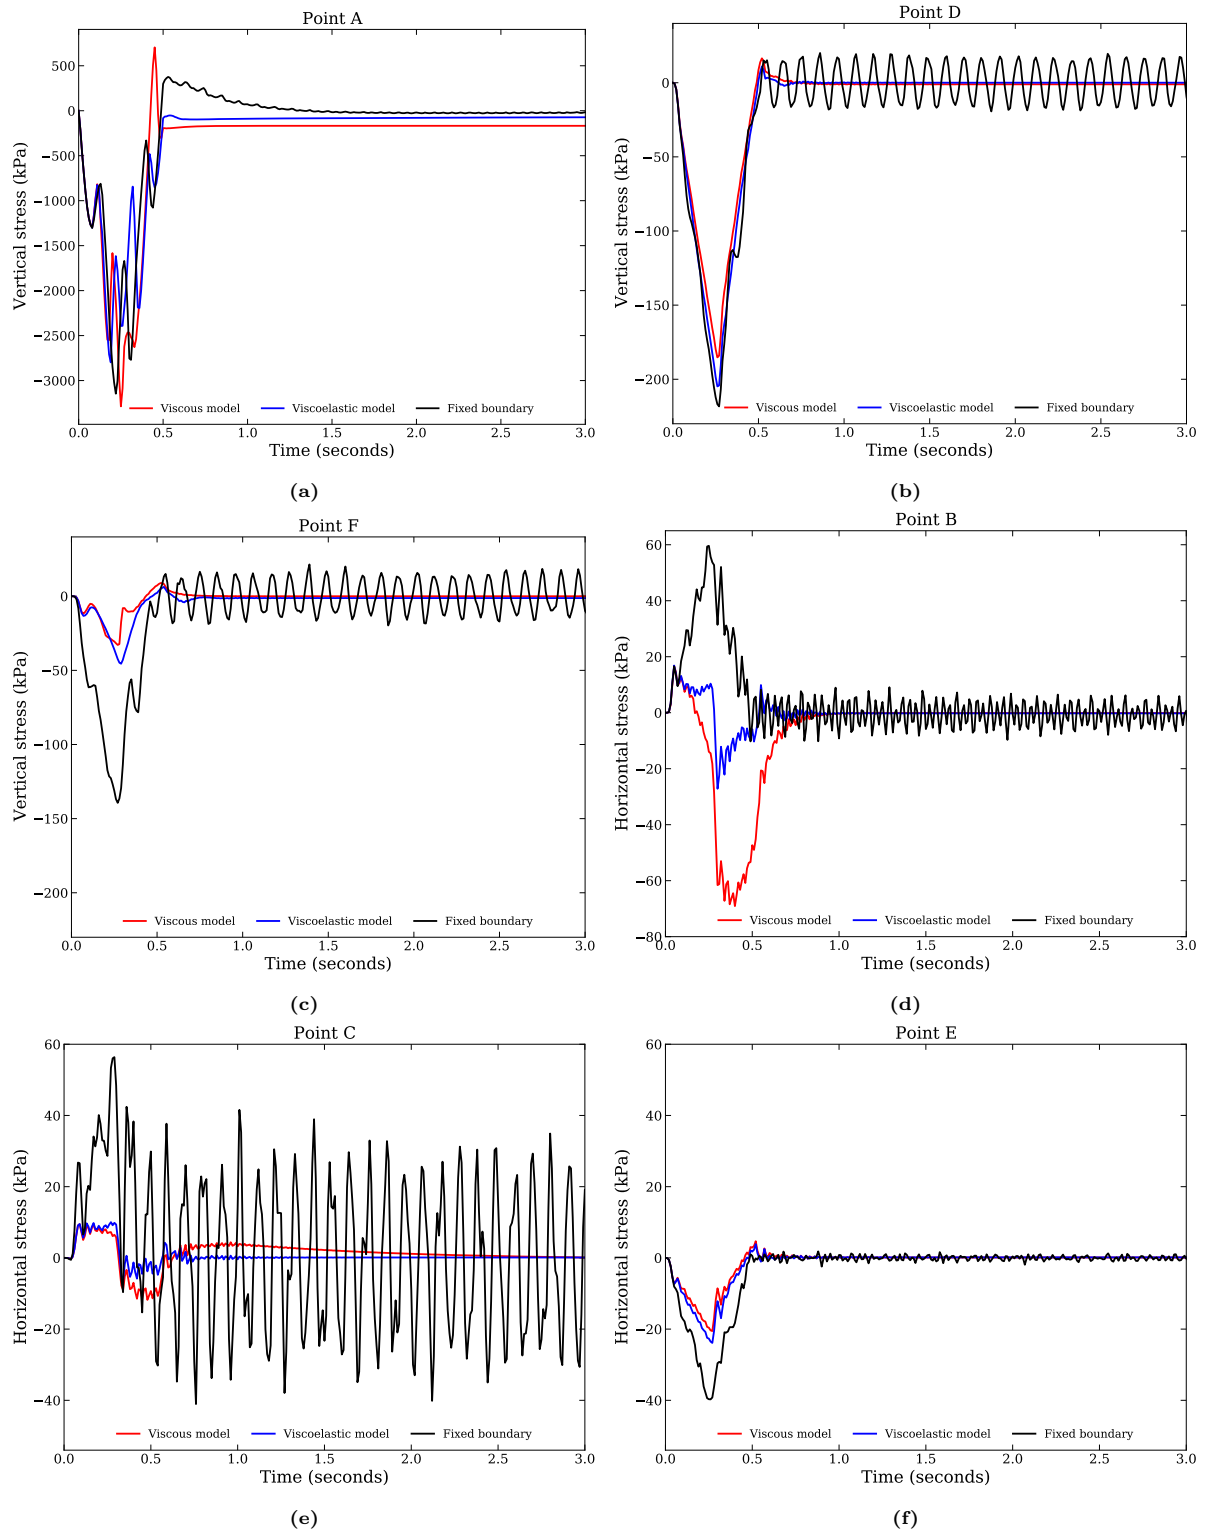 Point A
500
0
−500
−1000
−1500
−2000
−2500
−3000
Vertical stress (kPa)
Viscous model Viscoelastic model Fixed boundary
0.0 0.5 1.0 1.5 2.0 2.5 3.0
Time (seconds)
(a)
Point D
0
−50
−100
−150
−200
Vertical stress (kPa)
Viscous model Viscoelastic model Fixed boundary
0.0 0.5 1.0 1.5 2.0 2.5 3.0
Time (seconds)
(b)
Point F
0
−50
−100
−150
−200
Vertical stress (kPa)
Viscous model Viscoelastic model Fixed boundary
0.0 0.5 1.0 1.5 2.0 2.5 3.0
Time (seconds)
(c)
Point B
60
40
20
0
−20
−40
−60
−80
Horizontal stress (kPa)
Viscous model Viscoelastic model Fixed boundary
0.0 0.5 1.0 1.5 2.0 2.5 3.0
Time (seconds)
(d)
Point C
60
40
20
0
−20
−40
Horizontal stress (kPa)
Viscous model Viscoelastic model Fixed boundary
0.0 0.5 1.0 1.5 2.0 2.5 3.0
Time (seconds)
(e)
Point E
60
40
20
0
−20
−40
Horizontal stress (kPa)
Viscous model Viscoelastic model Fixed boundary
0.0 0.5 1.0 1.5 2.0 2.5 3.0
Time (seconds)
(f)